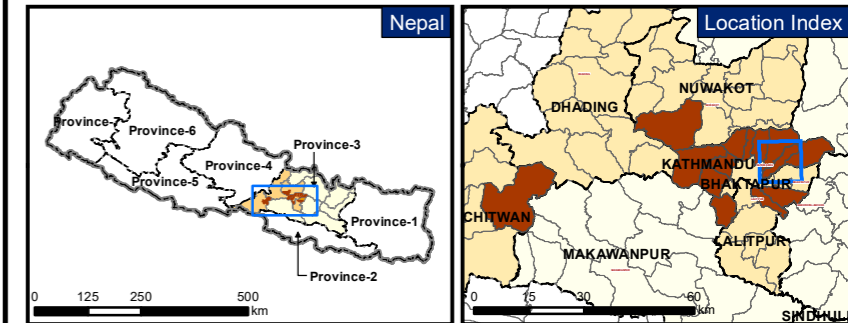 Nepal
Province-
Province-6
Province-3
Province-4
Province-5
Province-1
Province-2
0 125 250 500
km
Location Index
NUWAKOT
DHADING
KATHMANDU
BHAKTAPUR
CHITWAN
LALITPUR
MAKAWANPUR
SINDHULI
0 15 30 60
km